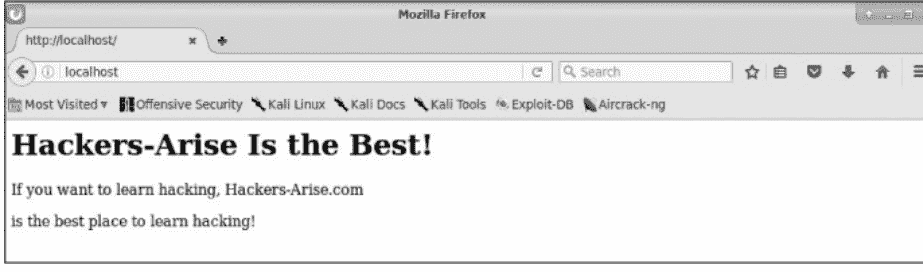 Mozilla Firefox
http://localhost/
localhost
Search
Most Visited Offensive Security Kali Linux Kali Docs Kali Tools Exploit-DB Aircrack-ng
Hackers-Arise Is the Best!
If you want to learn hacking, Hackers-Arise.com
is the best place to learn hacking!